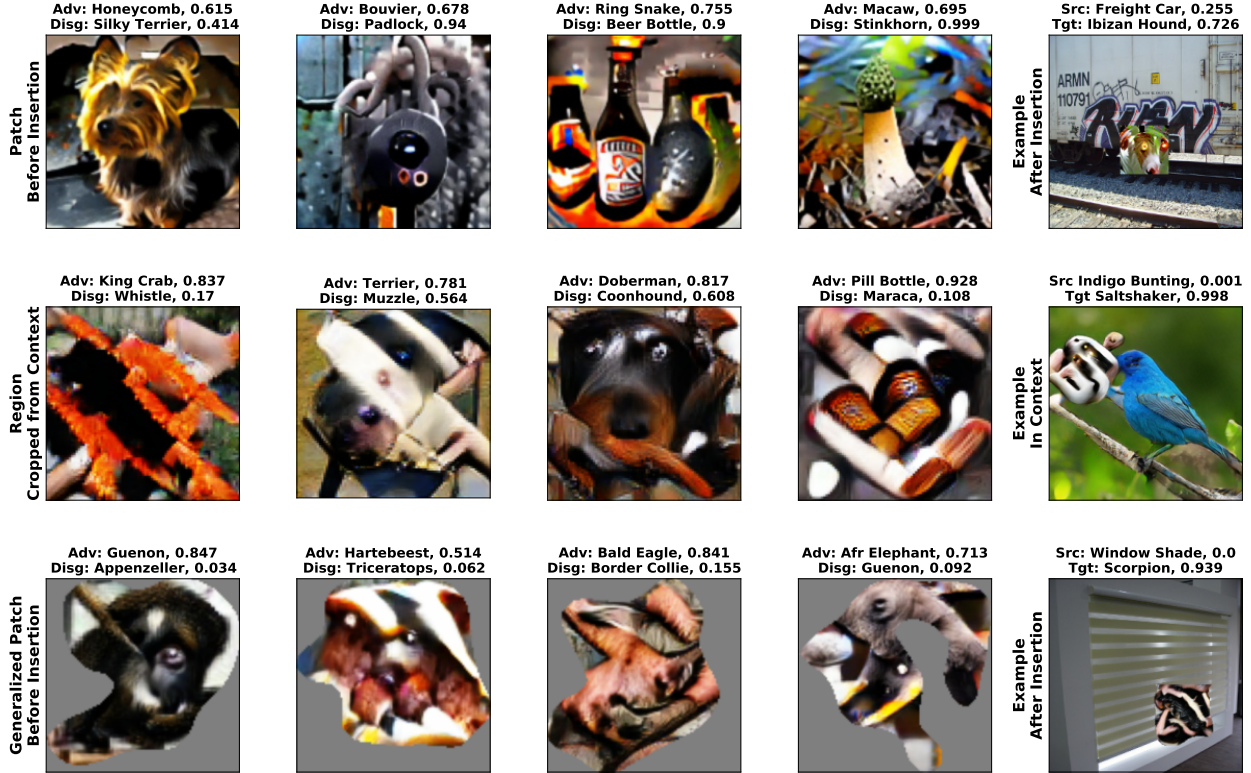 Adv: Honeycomb, 0.615
Disg: Silky Terrier, 0.414
Adv: Bouvier, 0.678
Disg: Padlock, 0.94
Adv: Ring Snake, 0.755
Disg: Beer Bottle, 0.9
Adv: Macaw, 0.695
Disg: Stinkhorn, 0.999
Src: Freight Car, 0.255
Tgt: Ibizan Hound, 0.726
Patch
Before Insertion
Example
After Insertion
ARMN
110791
Adv: King Crab, 0.837
Disg: Whistle, 0.17
Adv: Terrier, 0.781
Disg: Muzzle, 0.564
Adv: Doberman, 0.817
Disg: Coonhound, 0.608
Adv: Pill Bottle, 0.928
Disg: Maraca, 0.108
Src Indigo Bunting, 0.001
Tgt Saltshaker, 0.998
Region
Cropped from Context
Example
In Context
Adv: Guenon, 0.847
Disg: Appenzeller, 0.034
Adv: Hartebeest, 0.514
Disg: Triceratops, 0.062
Adv: Bald Eagle, 0.841
Disg: Border Collie, 0.155
Adv: Afr Elephant, 0.713
Disg: Guenon, 0.092
Src: Window Shade, 0.0
Tgt: Scorpion, 0.939
Generalized Patch
Before Insertion
Example
After Insertion